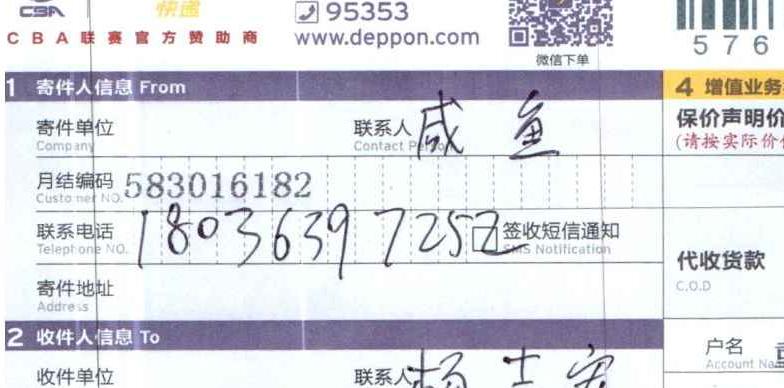 CBA 快递 95353
CBA联赛官方赞助商 www.deppon.com
微信下单 576
1 寄件人信息 From 4 增值业务
寄件单位 Company 联系人 Contact Person 咸鱼 保价声明价
(请按实际价
月结编码 Customer NO. 583016182
联系电话 Telephone NO. 18036397252 签收短信通知 SMS Notification
代收货款 C.O.D
寄件地址 Address
2 收件人信息 To
户名 Account Na
收件单位 联系人 杨士